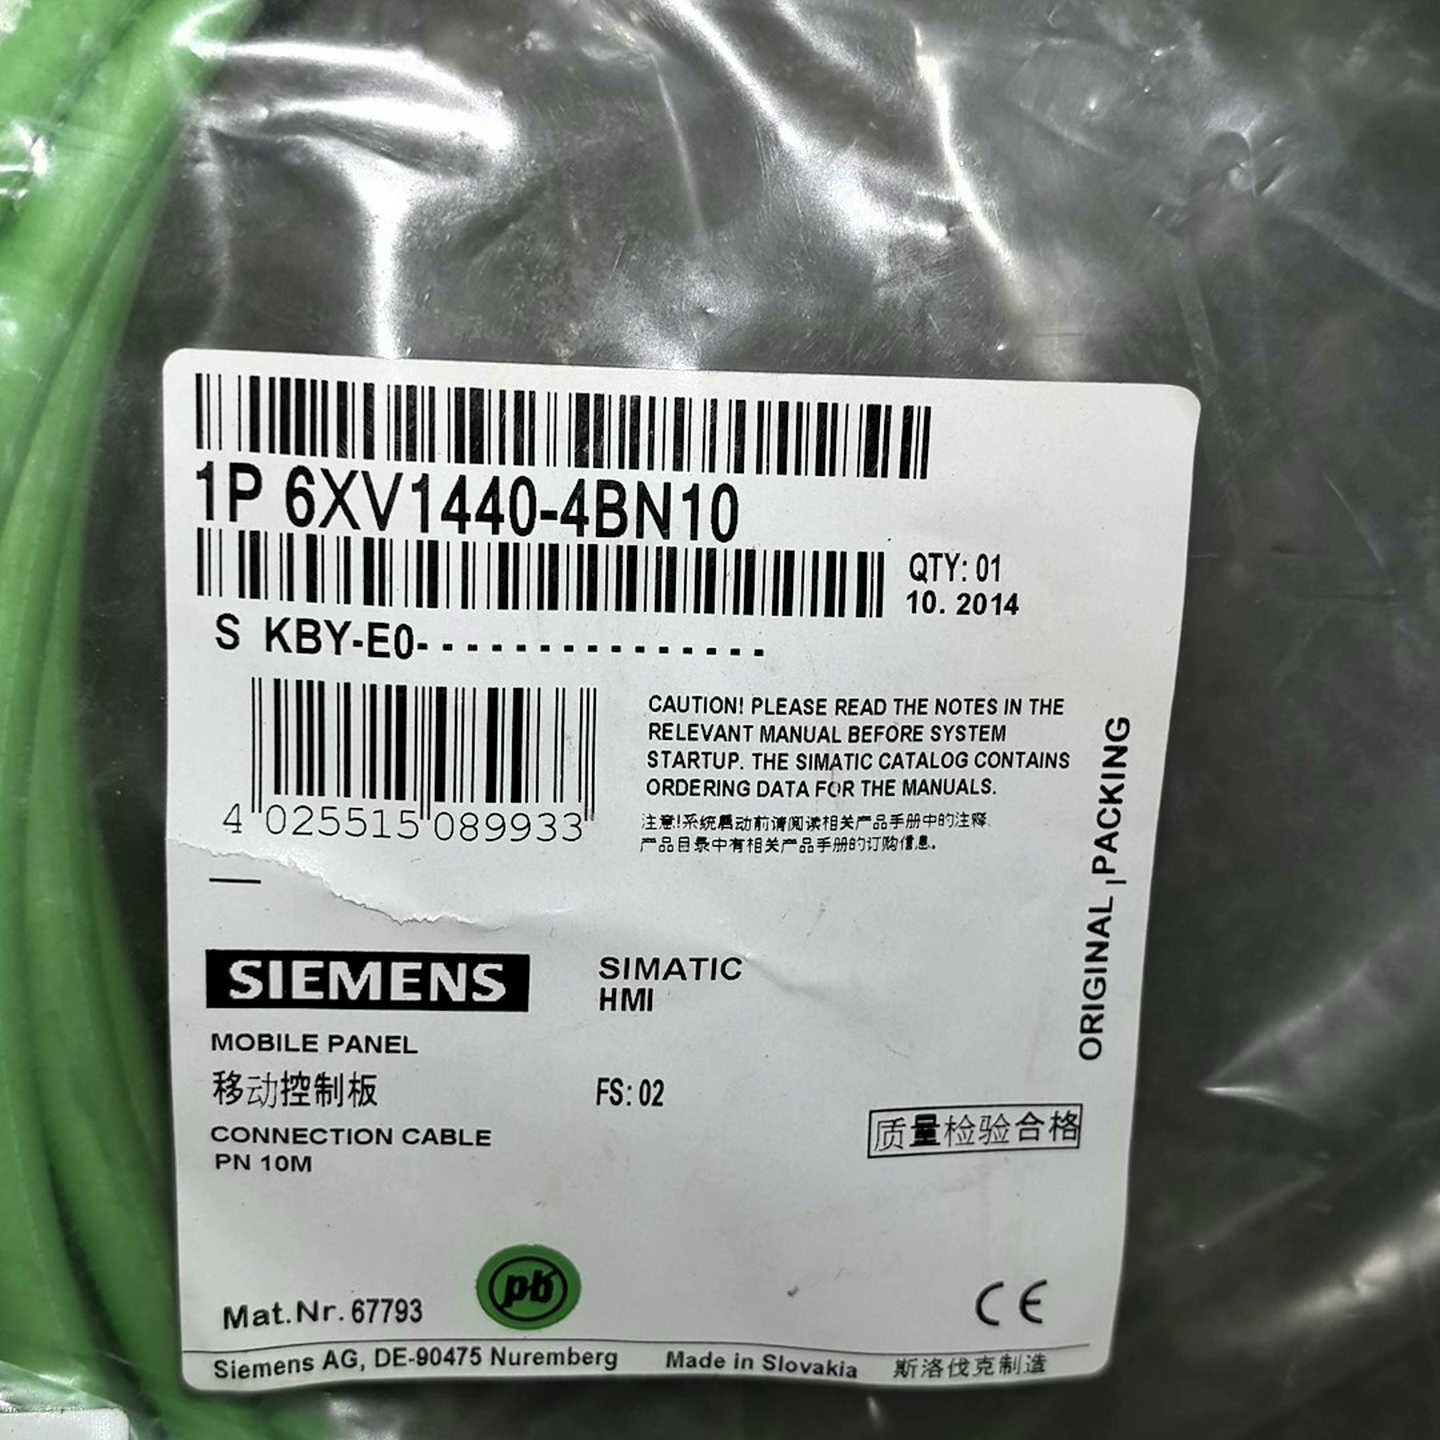 1P 6XV1440-4BN10
QTY: 01
10. 2014
S KBY-E0- - - - - - - - - - - - - - -
4 025515 089933
CAUTION! PLEASE READ THE NOTES IN THE
RELEVANT MANUAL BEFORE SYSTEM
STARTUP. THE SIMATIC CATALOG CONTAINS
ORDERING DATA FOR THE MANUALS.
注意!系统启动前请阅读相关产品手册中的注释.
产品目录中有相关产品手册的订购信息。
ORIGINAL PACKING
SIEMENS
SIMATIC
HMI
MOBILE PANEL
移动控制板
FS: 02
CONNECTION CABLE
PN 10M
质量检验合格
pb
Mat.Nr. 67793
CE
Siemens AG, DE-90475 Nuremberg
Made in Slovakia
斯洛伐克制造